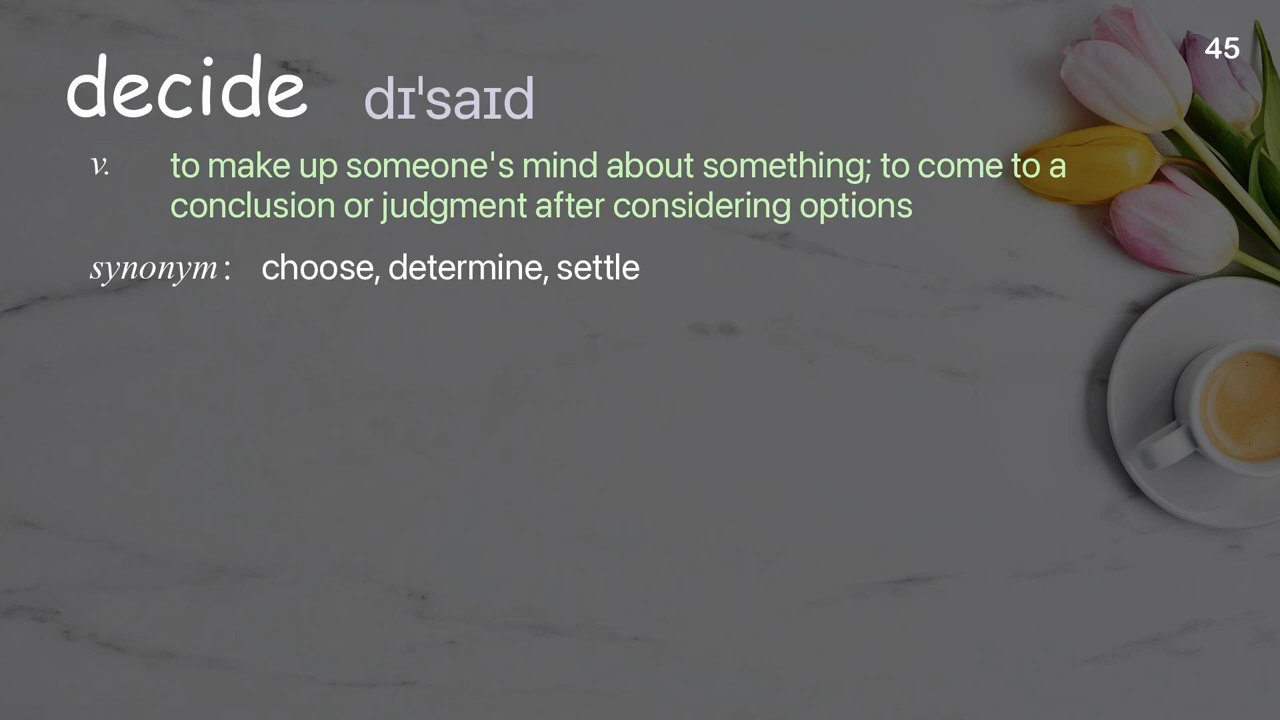 45
decide dɪˈsaɪd
v. to make up someone's mind about something; to come to a
conclusion or judgment after considering options
synonym: choose, determine, settle